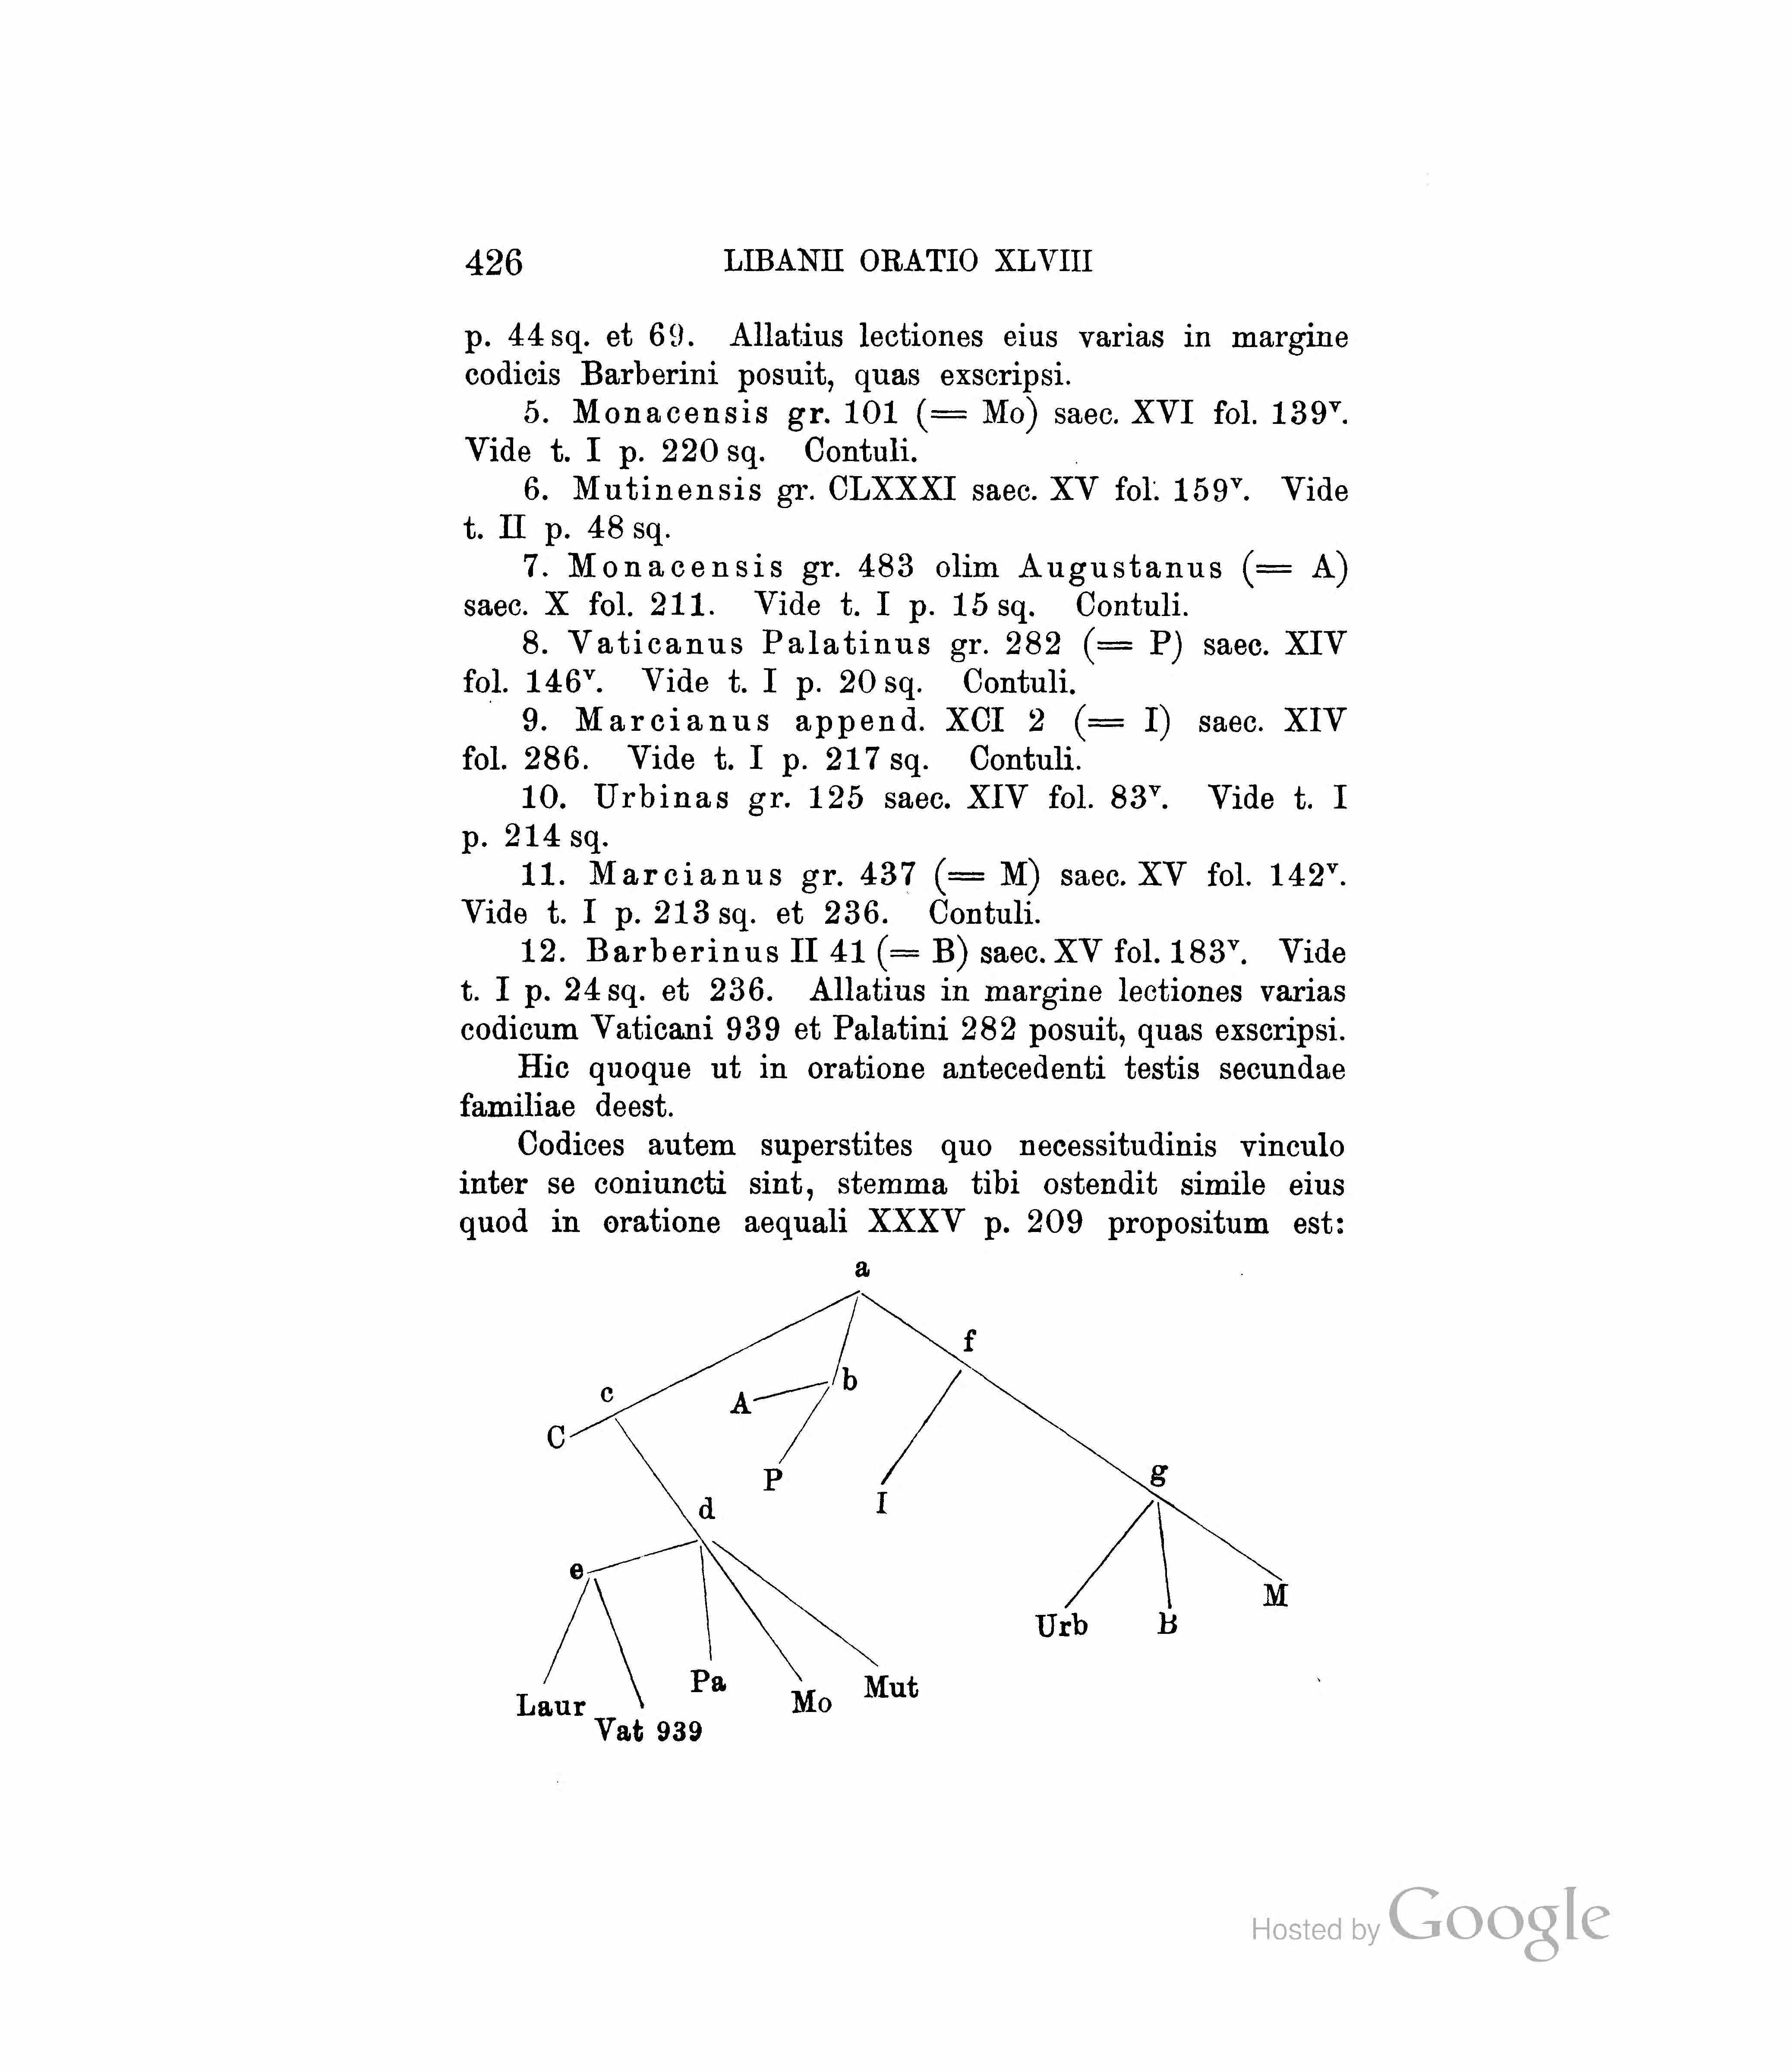 426 LIBANII ORATIO XLVIII
p. 44 sq. et 69. Allatius lectiones eius varias in margine
codicis Barberini posuit, quas exscripsi.
5. Monacensis gr. 101 (= Mo) saec. XVI fol. 139ᵛ.
Vide t. I p. 220 sq. Contuli.
6. Mutinensis gr. CLXXXI saec. XV fol. 159ᵛ. Vide
t. II p. 48 sq.
7. Monacensis gr. 483 olim Augustanus (= A)
saec. X fol. 211. Vide t. I p. 15 sq. Contuli.
8. Vaticanus Palatinus gr. 282 (= P) saec. XIV
fol. 146ᵛ. Vide t. I p. 20 sq. Contuli.
9. Marcianus append. XCI 2 (= I) saec. XIV
fol. 286. Vide t. I p. 217 sq. Contuli.
10. Urbinas gr. 125 saec. XIV fol. 83ᵛ. Vide t. I
p. 214 sq.
11. Marcianus gr. 437 (= M) saec. XV fol. 142ᵛ.
Vide t. I p. 213 sq. et 236. Contuli.
12. Barberinus II 41 (= B) saec. XV fol. 183ᵛ. Vide
t. I p. 24 sq. et 236. Allatius in margine lectiones varias
codicum Vaticani 939 et Palatini 282 posuit, quas exscripsi.
Hic quoque ut in oratione antecedenti testis secundae
familiae deest.
Codices autem superstites quo necessitudinis vinculo
inter se coniuncti sint, stemma tibi ostendit simile eius
quod in oratione aequali XXXV p. 209 propositum est:
a
f
b
c
A
C
g
P
I
d
e
M
Urb
B
Pa
Mut
Mo
Laur
Vat 939
Hosted by Google